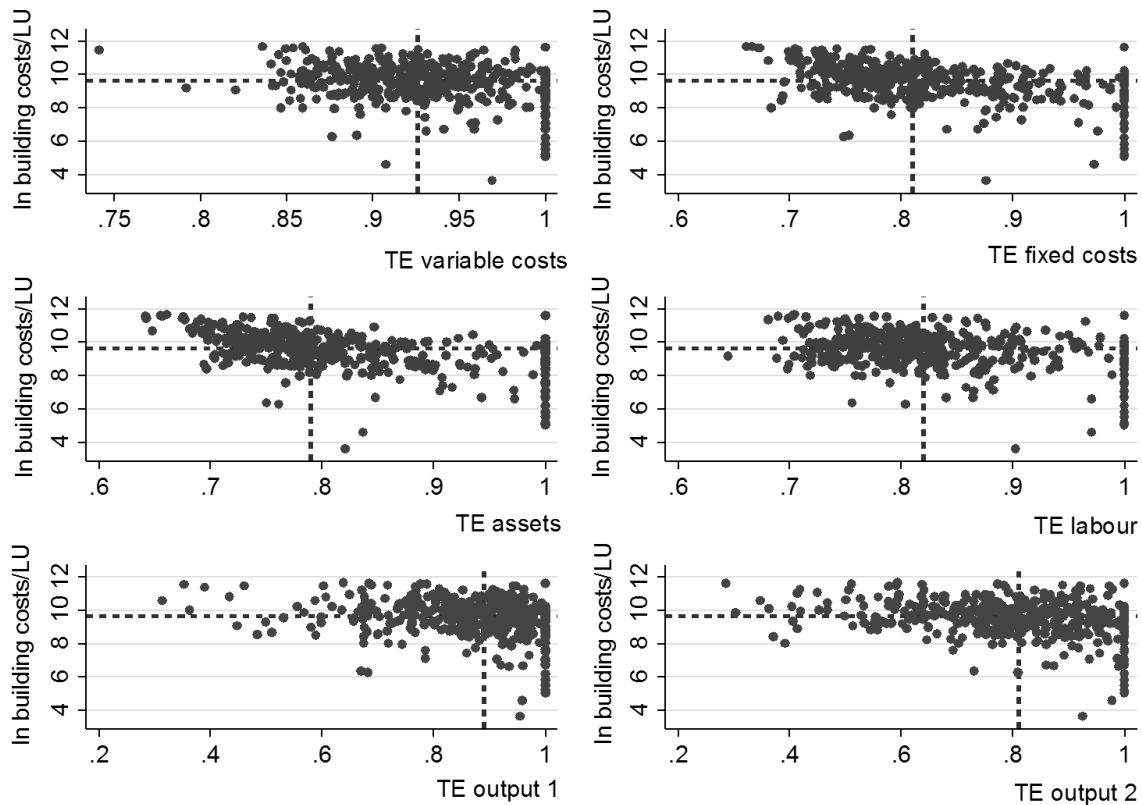 ln building costs/LU
4 6 8 10 12
.75 .8 .85 .9 .95 1
TE variable costs
ln building costs/LU
4 6 8 10 12
.6 .7 .8 .9 1
TE fixed costs
ln building costs/LU
4 6 8 10 12
.6 .7 .8 .9 1
TE assets
ln building costs/LU
4 6 8 10 12
.6 .7 .8 .9 1
TE labour
ln building costs/LU
4 6 8 10 12
.2 .4 .6 .8 1
TE output 1
ln building costs/LU
4 6 8 10 12
.2 .4 .6 .8 1
TE output 2